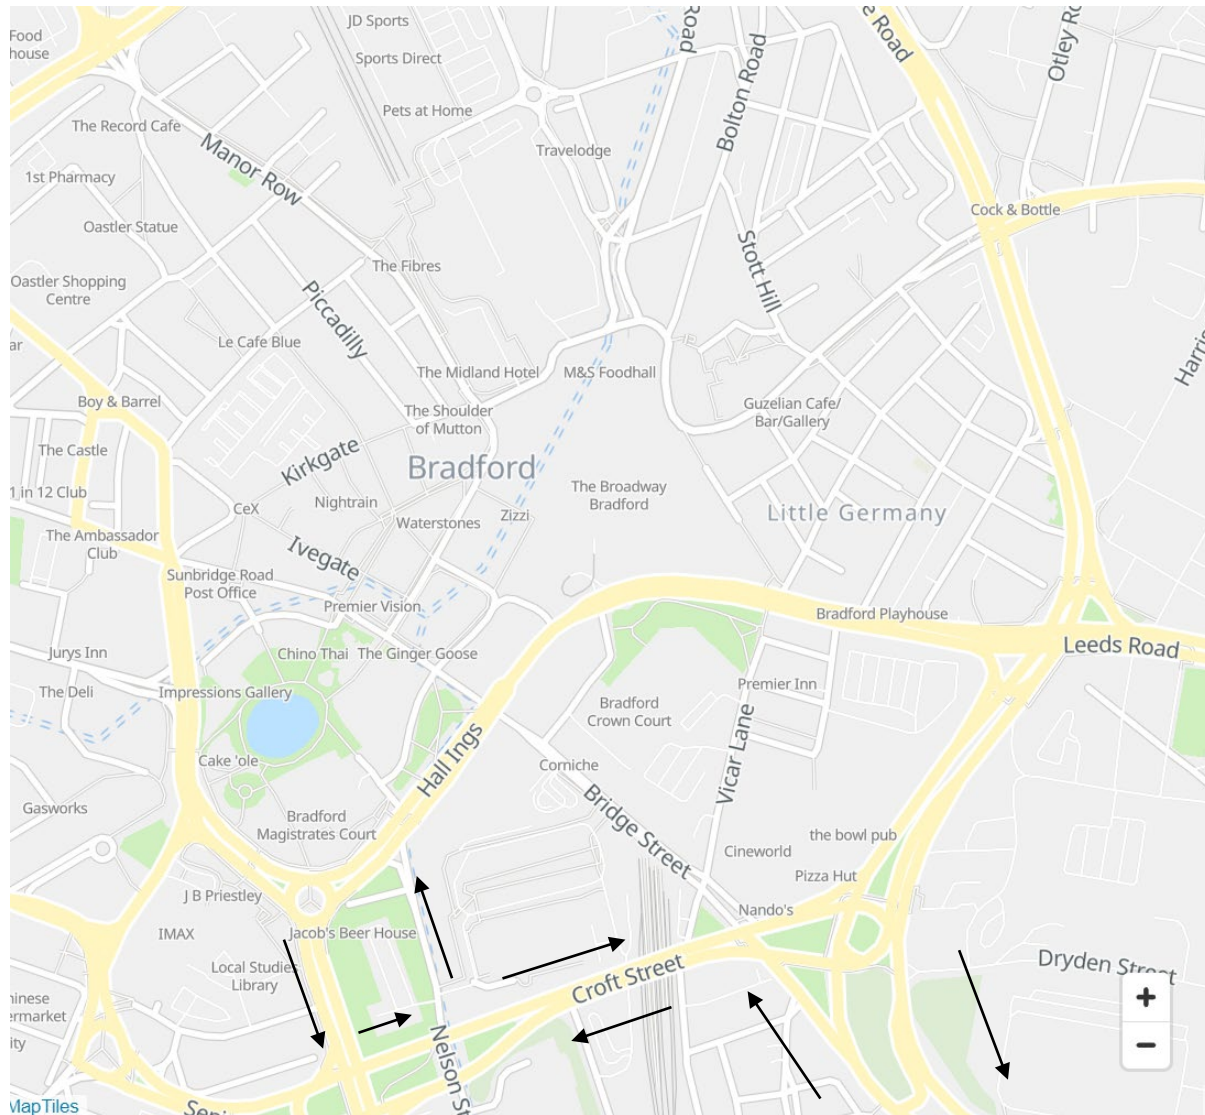 JD Sports
Food
house
e Road
Road
Otley Ro
Sports Direct
Bolton Road
Pets at Home
The Record Cafe
Travelodge
Manor Row
1st Pharmacy
Cock & Bottle
Oastler Statue
Stott Hill
The Fibres
Oastler Shopping
Centre
Piccadilly
Harris
Le Cafe Blue
ar
The Midland Hotel
M&S Foodhall
Boy & Barrel
The Shoulder
of Mutton
Guzelian Cafe/
Bar/Gallery
The Castle
Kirkgate
Bradford
1 in 12 Club
Nightrain
The Broadway
Bradford
CeX
Waterstones
Zizzi
Little Germany
The Ambassador
Club
Ivegate
Sunbridge Road
Post Office
Premier Vision
Bradford Playhouse
Leeds Road
Jurys Inn
Chino Thai
The Ginger Goose
The Deli
Impressions Gallery
Premier Inn
Bradford
Crown Court
Vicar Lane
Hall Ings
Cake 'ole
Corniche
Gasworks
Bradford
Magistrates Court
Bridge Street
the bowl pub
Cineworld
Pizza Hut
J B Priestley
Nando's
IMAX
Jacob's Beer House
Local Studies
Library
Croft Street
Dryden Street
+
hinese
ermarket
ity
Nelson St
−
MapTiles
Seni